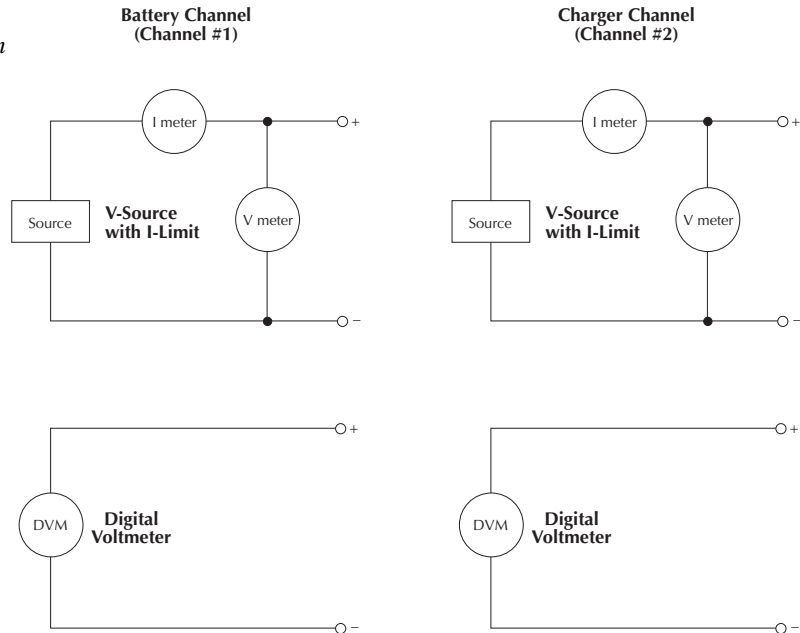 Battery Channel
(Channel #1)
I meter
+
Source
V-Source
with I-Limit
V meter
–
Charger Channel
(Channel #2)
I meter
+
Source
V-Source
with I-Limit
V meter
–
+
DVM
Digital
Voltmeter
–
+
DVM
Digital
Voltmeter
–